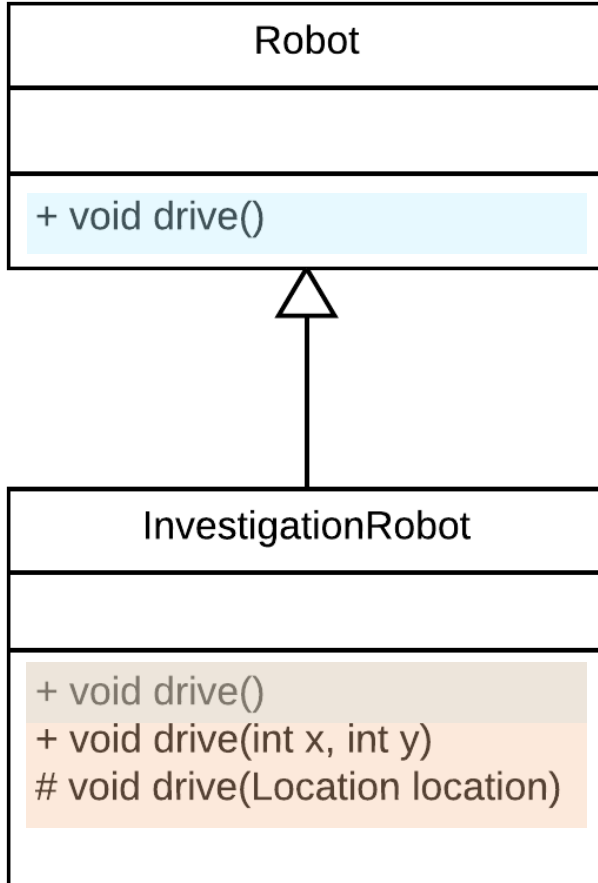 Robot
+ void drive()
InvestigationRobot
+ void drive()
+ void drive(int x, int y)
# void drive(Location location)